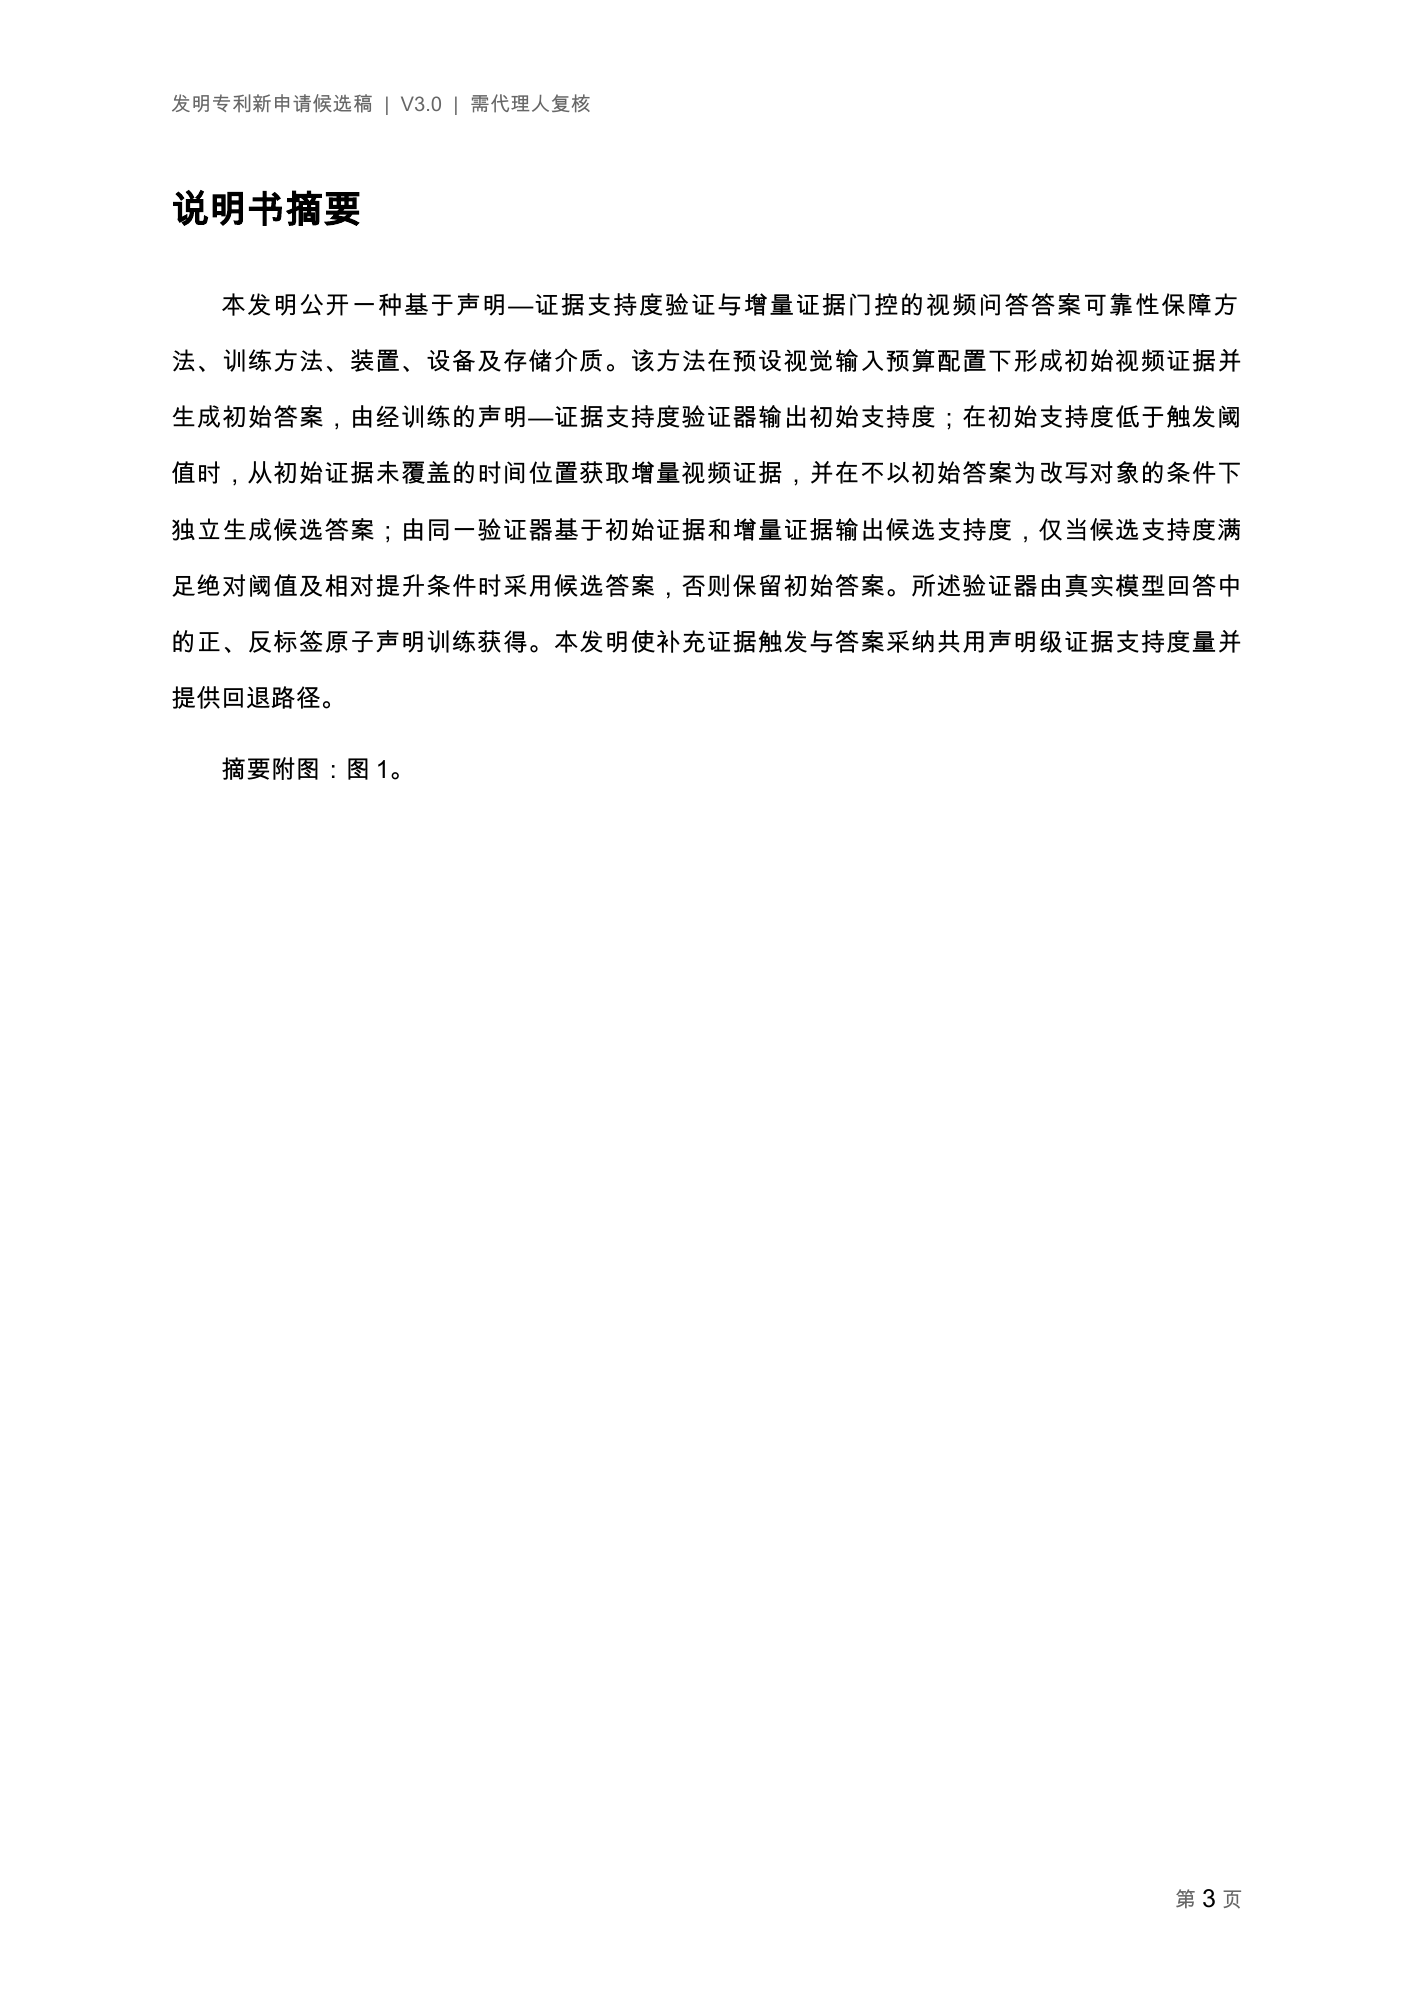 发明专利新申请候选稿 | V3.0 | 需代理人复核
说明书摘要
本发明公开一种基于声明—证据支持度验证与增量证据门控的视频问答答案可靠性保障方
法、训练方法、装置、设备及存储介质。该方法在预设视觉输入预算配置下形成初始视频证据并
生成初始答案，由经训练的声明—证据支持度验证器输出初始支持度；在初始支持度低于触发阈
值时，从初始证据未覆盖的时间位置获取增量视频证据，并在不以初始答案为改写对象的条件下
独立生成候选答案；由同一验证器基于初始证据和增量证据输出候选支持度，仅当候选支持度满
足绝对阈值及相对提升条件时采用候选答案，否则保留初始答案。所述验证器由真实模型回答中
的正、反标签原子声明训练获得。本发明使补充证据触发与答案采纳共用声明级证据支持度量并
提供回退路径。
摘要附图：图 1。
第 3 页